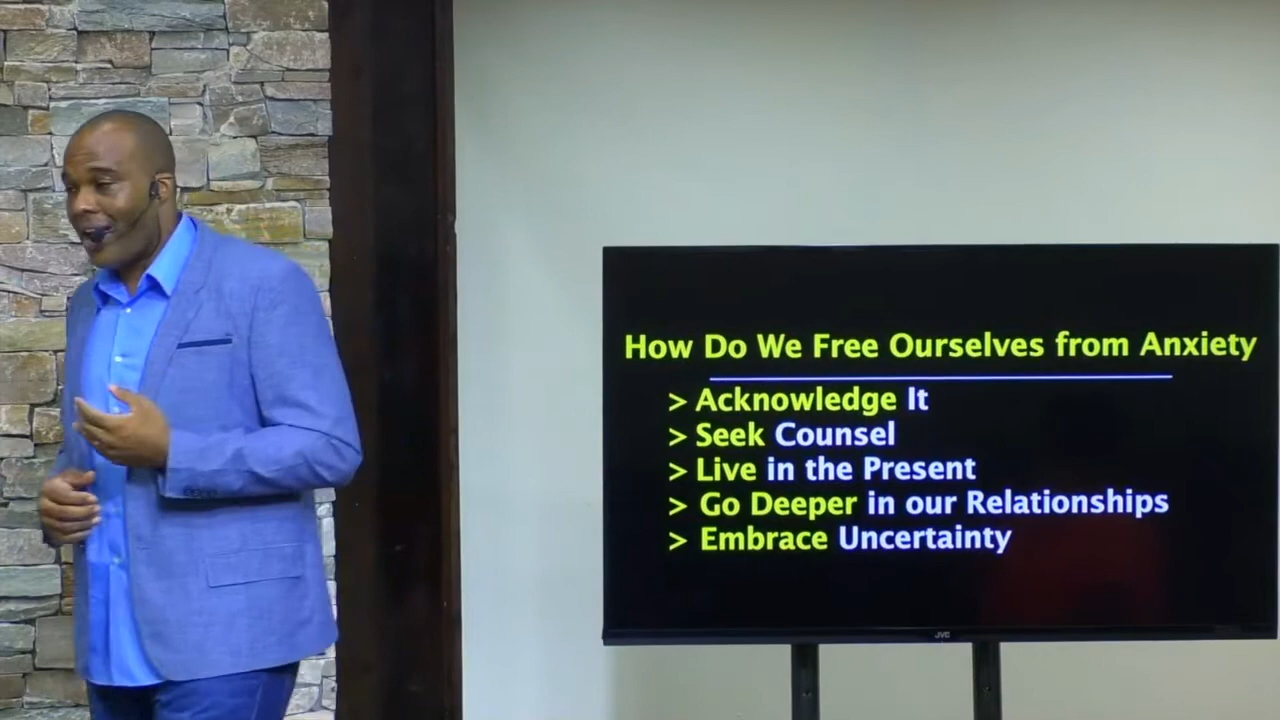 How Do We Free Ourselves from Anxiety
> Acknowledge It
> Seek Counsel
> Live in the Present
> Go Deeper in our Relationships
> Embrace Uncertainty
JVC